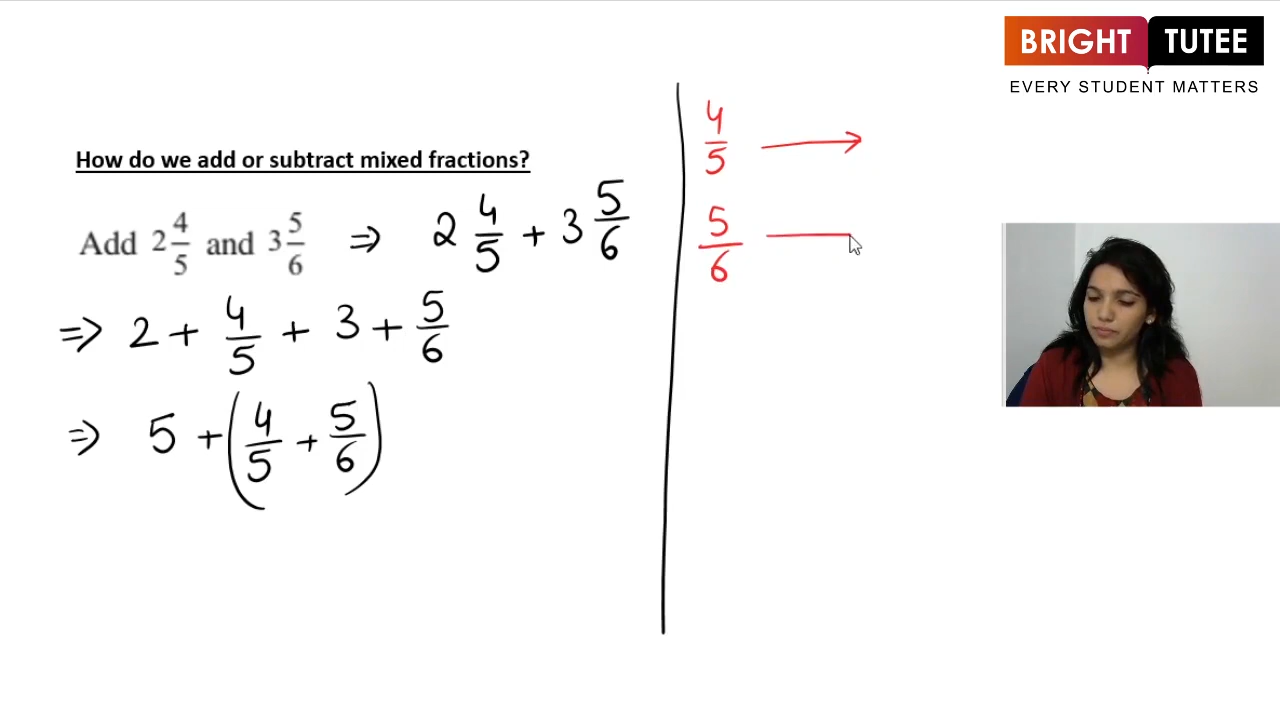 BRIGHT TUTEE
EVERY STUDENT MATTERS
How do we add or subtract mixed fractions?
Add 2 4/5 and 3 5/6 ⇒ 2 4/5 + 3 5/6
⇒ 2 + 4/5 + 3 + 5/6
⇒ 5 + (4/5 + 5/6)
4/5 →
5/6